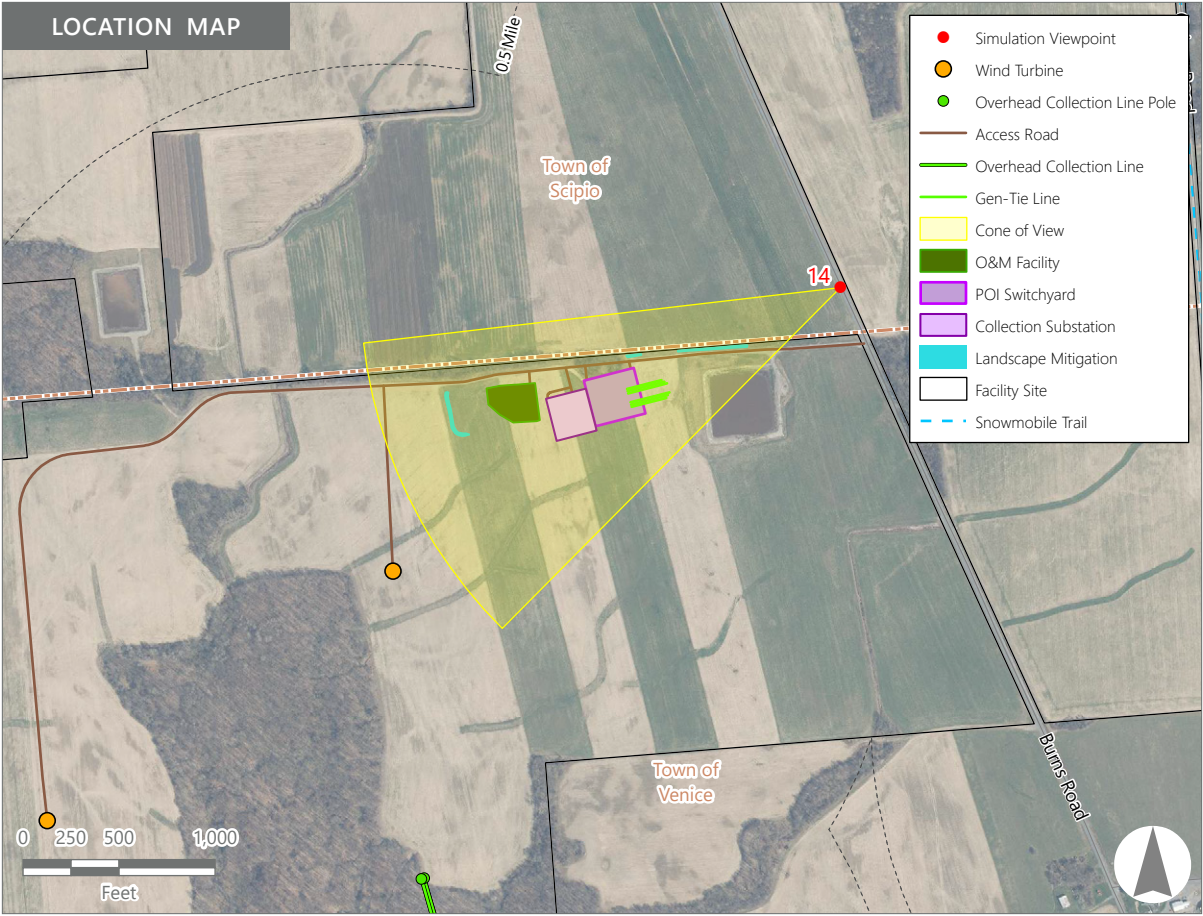 LOCATION MAP
0.5 Mile
Simulation Viewpoint
Wind Turbine
Overhead Collection Line Pole
Access Road
Overhead Collection Line
Gen-Tie Line
Cone of View
O&M Facility
POI Switchyard
Collection Substation
Landscape Mitigation
Facility Site
Snowmobile Trail
Town of
Scipio
14
Town of
Venice
Burns Road
0 250 500 1,000
Feet